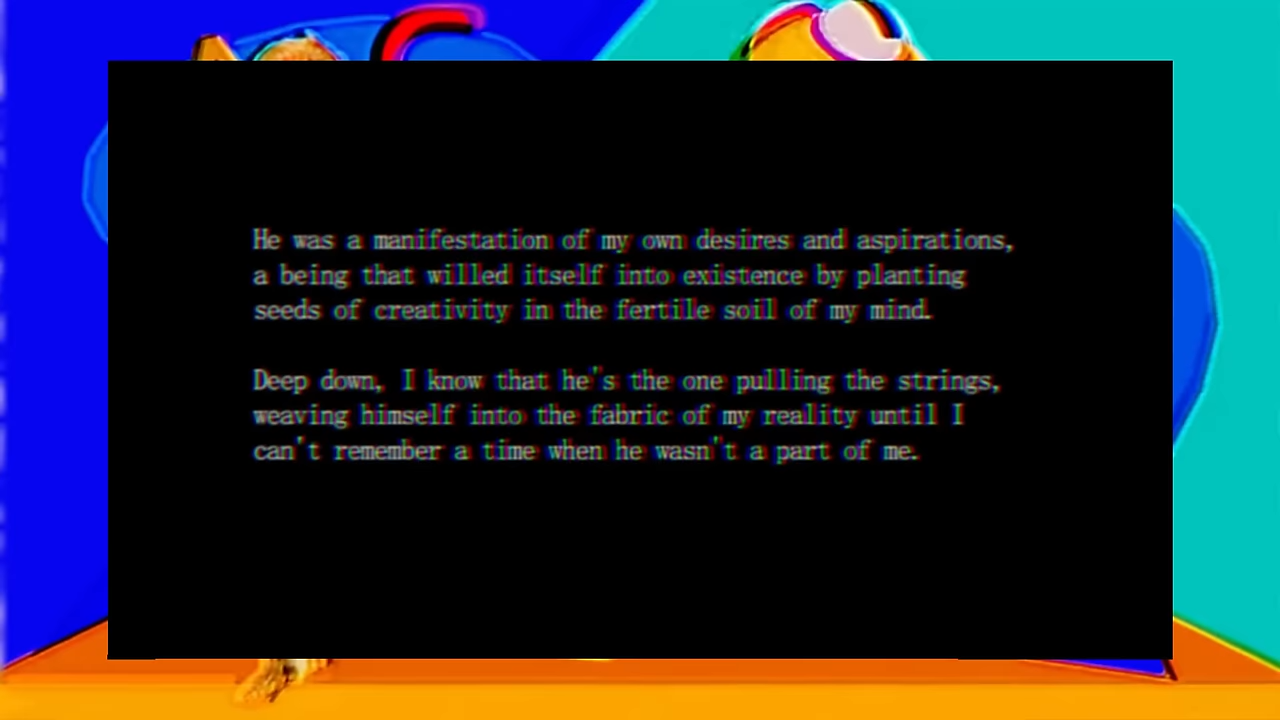 He was a manifestation of my own desires and aspirations,
a being that willed itself into existence by planting
seeds of creativity in the fertile soil of my mind.
Deep down, I know that he's the one pulling the strings,
weaving himself into the fabric of my reality until I
can't remember a time when he wasn't a part of me.